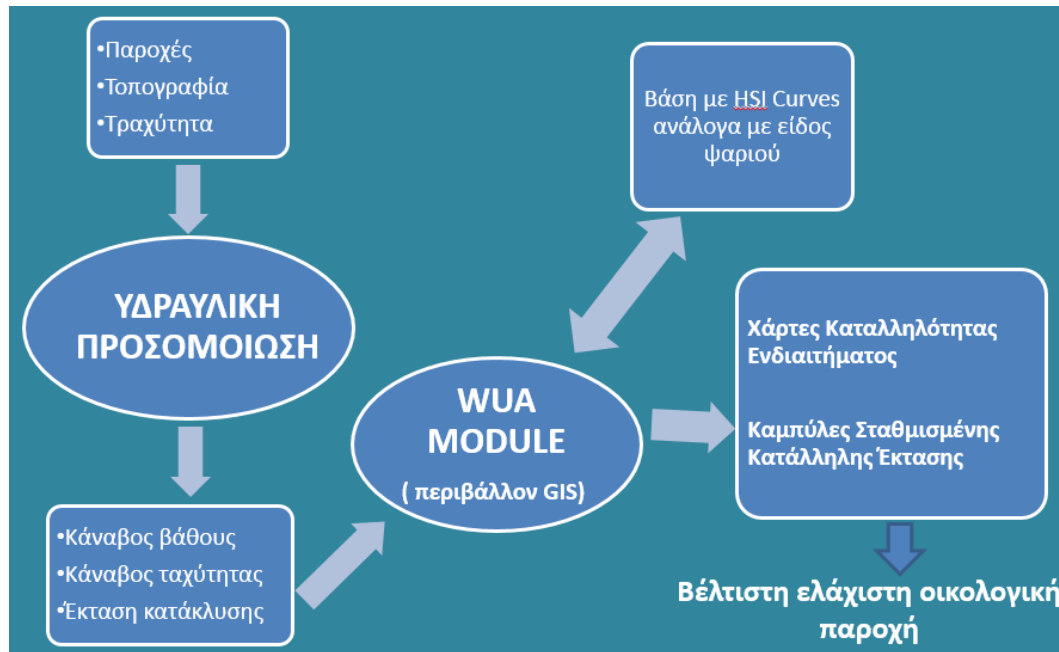 •Παροχές
•Τοπογραφία
•Τραχύτητα
ΥΔΡΑΥΛΙΚΗ
ΠΡΟΣΟΜΟΙΩΣΗ
•Κάναβος βάθους
•Κάναβος ταχύτητας
•Έκταση κατάκλυσης
WUA
MODULE
( περιβάλλον GIS)
Βάση με HSI Curves
ανάλογα με είδος
ψαριού
Χάρτες Καταλληλότητας
Ενδιαιτήματος
Καμπύλες Σταθμισμένης
Κατάλληλης Έκτασης
Βέλτιστη ελάχιστη οικολογική
παροχή